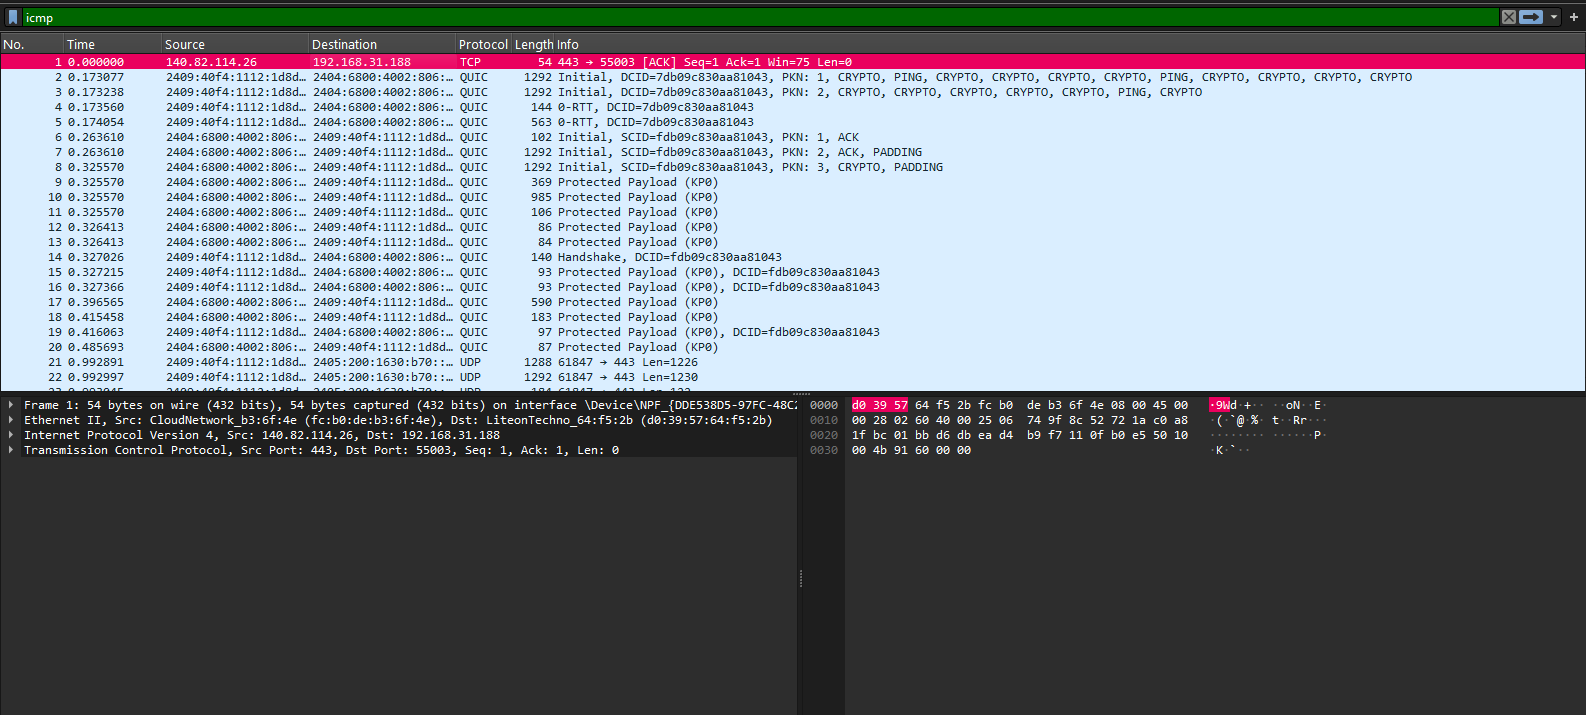 icmp
No. Time Source Destination Protocol Length Info
1 0.000000 140.82.114.26 192.168.31.188 TCP 54 443 → 55003 [ACK] Seq=1 Ack=1 Win=75 Len=0
2 0.173077 2409:40f4:1112:1d8d… 2404:6800:4002:806:… QUIC 1292 Initial, DCID=7db09c830aa81043, PKN: 1, CRYPTO, PING, CRYPTO, CRYPTO, CRYPTO, CRYPTO, CRYPTO, PING, CRYPTO, CRYPTO, CRYPTO, CRYPTO, CRYPTO
3 0.173238 2409:40f4:1112:1d8d… 2404:6800:4002:806:… QUIC 1292 Initial, DCID=7db09c830aa81043, PKN: 2, CRYPTO, CRYPTO, CRYPTO, CRYPTO, CRYPTO, PING, CRYPTO
4 0.173560 2409:40f4:1112:1d8d… 2404:6800:4002:806:… QUIC 144 0-RTT, DCID=7db09c830aa81043
5 0.174054 2409:40f4:1112:1d8d… 2404:6800:4002:806:… QUIC 563 0-RTT, DCID=7db09c830aa81043
6 0.263610 2404:6800:4002:806:… 2409:40f4:1112:1d8d… QUIC 102 Initial, SCID=fdb09c830aa81043, PKN: 1, ACK
7 0.263610 2404:6800:4002:806:… 2409:40f4:1112:1d8d… QUIC 1292 Initial, SCID=fdb09c830aa81043, PKN: 2, ACK, PADDING
8 0.325570 2404:6800:4002:806:… 2409:40f4:1112:1d8d… QUIC 1292 Initial, SCID=fdb09c830aa81043, PKN: 3, CRYPTO, PADDING
9 0.325570 2404:6800:4002:806:… 2409:40f4:1112:1d8d… QUIC 369 Protected Payload (KP0)
10 0.325570 2404:6800:4002:806:… 2409:40f4:1112:1d8d… QUIC 985 Protected Payload (KP0)
11 0.325570 2404:6800:4002:806:… 2409:40f4:1112:1d8d… QUIC 106 Protected Payload (KP0)
12 0.326413 2404:6800:4002:806:… 2409:40f4:1112:1d8d… QUIC 86 Protected Payload (KP0)
13 0.326413 2404:6800:4002:806:… 2409:40f4:1112:1d8d… QUIC 84 Protected Payload (KP0)
14 0.327026 2409:40f4:1112:1d8d… 2404:6800:4002:806:… QUIC 140 Handshake, DCID=fdb09c830aa81043
15 0.327215 2409:40f4:1112:1d8d… 2404:6800:4002:806:… QUIC 93 Protected Payload (KP0), DCID=fdb09c830aa81043
16 0.327366 2409:40f4:1112:1d8d… 2404:6800:4002:806:… QUIC 93 Protected Payload (KP0), DCID=fdb09c830aa81043
17 0.396565 2404:6800:4002:806:… 2409:40f4:1112:1d8d… QUIC 590 Protected Payload (KP0)
18 0.415458 2404:6800:4002:806:… 2409:40f4:1112:1d8d… QUIC 183 Protected Payload (KP0)
19 0.416063 2409:40f4:1112:1d8d… 2404:6800:4002:806:… QUIC 97 Protected Payload (KP0), DCID=fdb09c830aa81043
20 0.485693 2404:6800:4002:806:… 2409:40f4:1112:1d8d… QUIC 87 Protected Payload (KP0)
21 0.992891 2409:40f4:1112:1d8d… 2405:200:1630:b70::… UDP 1288 61847 → 443 Len=1226
22 0.992997 2409:40f4:1112:1d8d… 2405:200:1630:b70::… UDP 1292 61847 → 443 Len=1230
Frame 1: 54 bytes on wire (432 bits), 54 bytes captured (432 bits) on interface \Device\NPF_{DDE538D5-97FC-48C2
Ethernet II, Src: CloudNetwork_b3:6f:4e (fc:b0:de:b3:6f:4e), Dst: LiteonTechno_64:f5:2b (d0:39:57:64:f5:2b)
Internet Protocol Version 4, Src: 140.82.114.26, Dst: 192.168.31.188
Transmission Control Protocol, Src Port: 443, Dst Port: 55003, Seq: 1, Ack: 1, Len: 0
0000 d0 39 57 64 f5 2b fc b0 de b3 6f 4e 08 00 45 00 ·9Wd·+·· ··oN··E·
0010 00 28 02 60 40 00 25 06 74 9f 8c 52 72 1a c0 a8 ·(·`@·%· t··Rr···
0020 1f bc 01 bb d6 db ea d4 b9 f7 11 0f b0 e5 50 10 ········ ······P·
0030 00 4b 91 60 00 00 ·K·`··